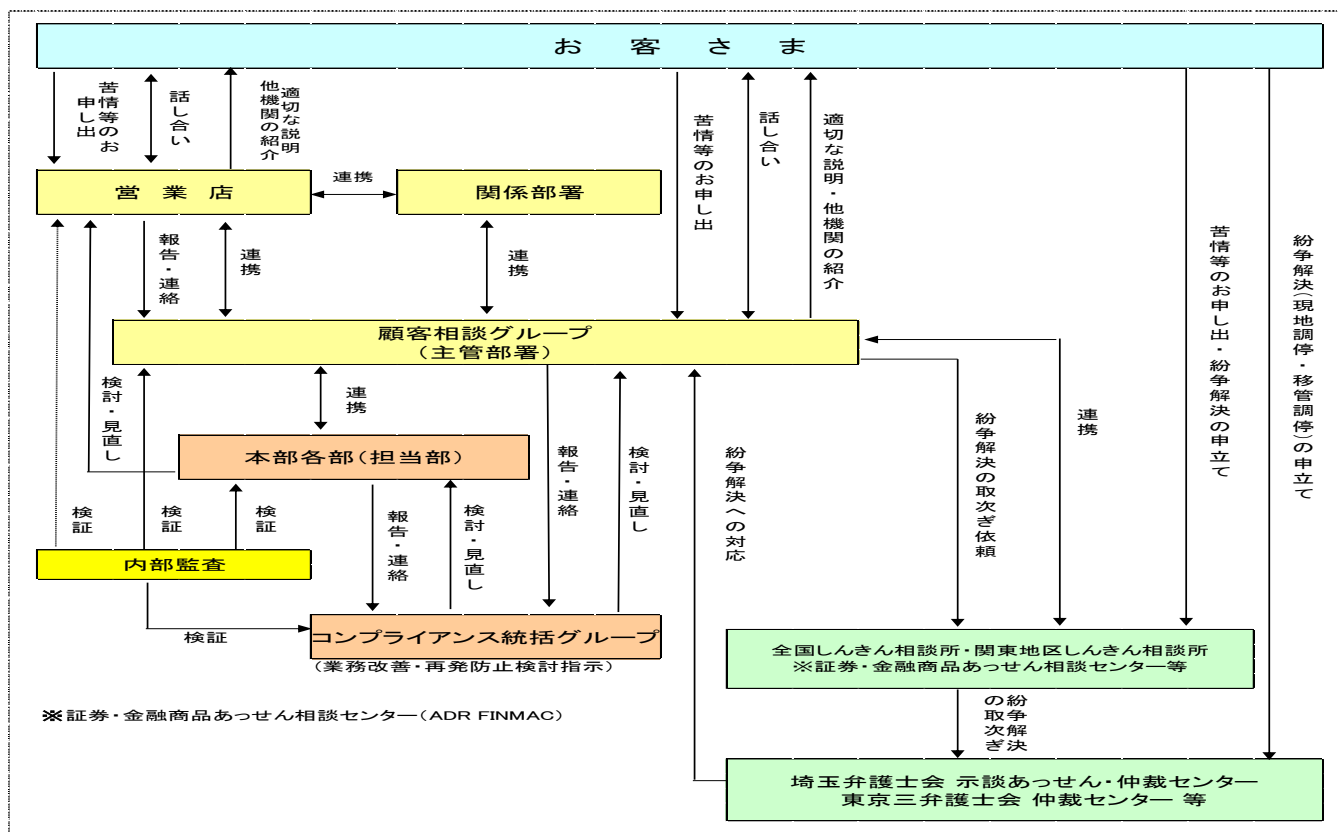 お 客 さ ま
苦情等のお
申し出
話し合い
適切な説明
他機関の紹介
苦情等のお申し出
話し合い
適切な説明・他機関の紹介
苦情等のお申し出・紛争解決の申立て
紛争解決(現地調停・移管調停)の申立て
営 業 店
連携
関係部署
報告・連絡
連携
連携
顧客相談グループ
(主管部署)
検討・見直し
連携
報告・連絡
検討・見直し
紛争解決への対応
紛争解決の取次ぎ依頼
連携
本部各部(担当部)
検証
検証
検証
報告・連絡
検討・見直し
内部監査
検証
コンプライアンス統括グループ
(業務改善・再発防止検討指示)
全国しんきん相談所・関東地区しんきん相談所
※証券・金融商品あっせん相談センター等
※証券・金融商品あっせん相談センター(ADR FINMAC)
紛争解決
の取次ぎ
埼玉弁護士会 示談あっせん・仲裁センター
東京三弁護士会 仲裁センター 等